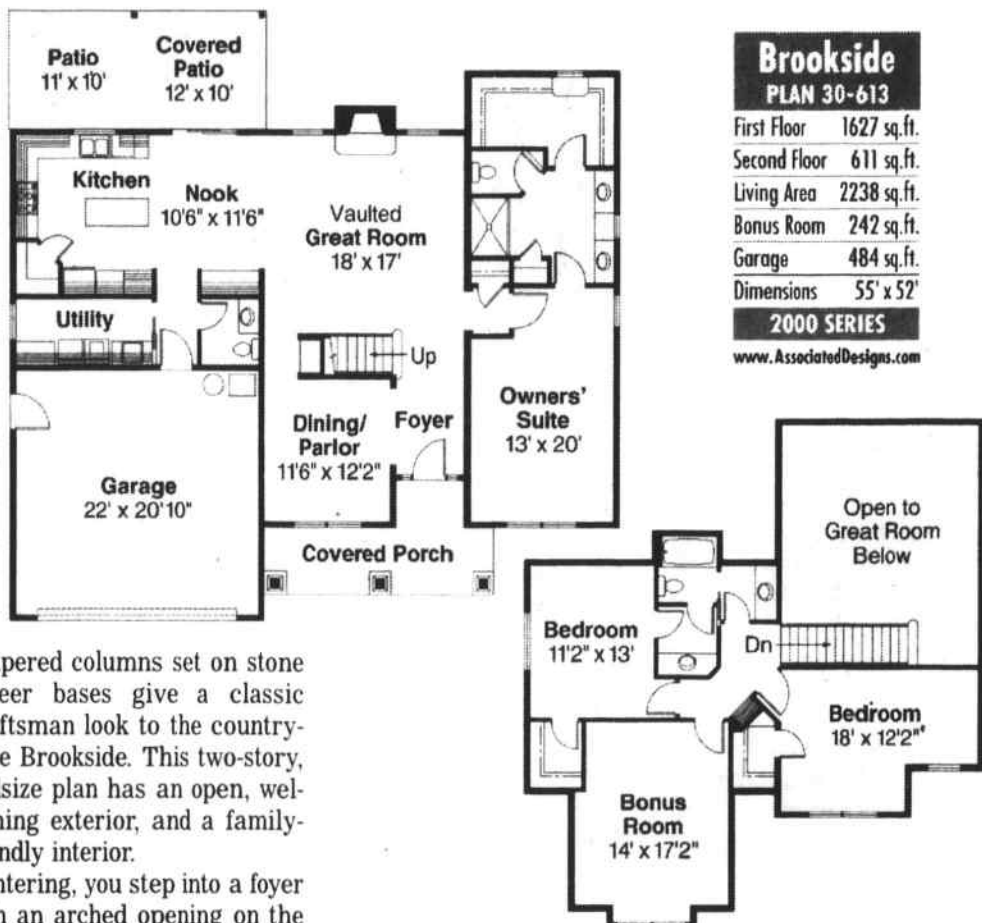 Patio
11' x 10'
Covered
Patio
12' x 10'
Kitchen
Nook
10'6" x 11'6"
Vaulted
Great Room
18' x 17'
Utility
Up
Owners'
Suite
13' x 20'
Dining/
Parlor
11'6" x 12'2"
Foyer
Garage
22' x 20'10"
Covered Porch
Brookside
PLAN 30-613
First Floor 1627 sq.ft.
Second Floor 611 sq.ft.
Living Area 2238 sq.ft.
Bonus Room 242 sq.ft.
Garage 484 sq.ft.
Dimensions 55' x 52'
2000 SERIES
www.AssociatedDesigns.com
Open to
Great Room
Below
Bedroom
11'2" x 13'
Dn
Bedroom
18' x 12'2"
Bonus
Room
14' x 17'2"
pered columns set on stone
eer bases give a classic
ftsman look to the country-
e Brookside. This two-story,
dsize plan has an open, wel-
ning exterior, and a family-
ndly interior.
ntering, you step into a foyer
h an arched opening on the